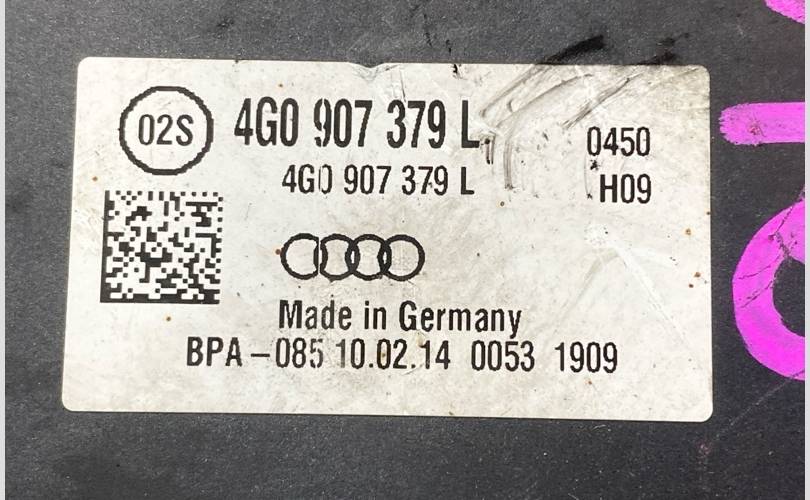 02S 4G0 907 379 L 0450
4G0 907 379 L H09
Made in Germany
BPA-085 10.02.14 0053 1909